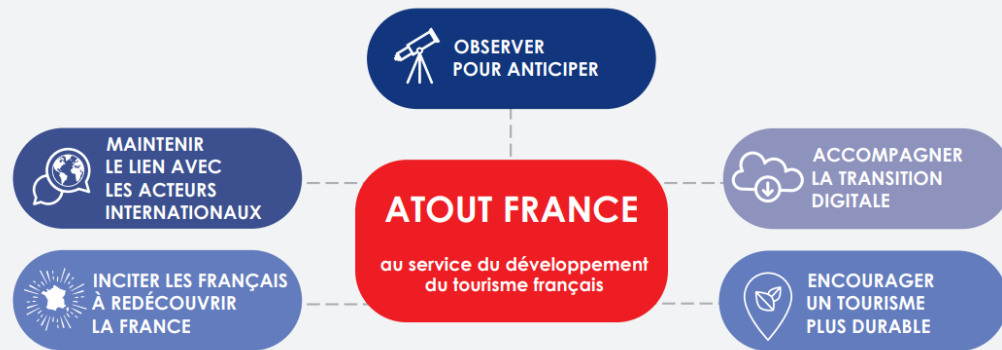 OBSERVER
POUR ANTICIPER
MAINTENIR
LE LIEN AVEC
LES ACTEURS
INTERNATIONAUX
ACCOMPAGNER
LA TRANSITION
DIGITALE
ATOUT FRANCE
au service du développement
du tourisme français
INCITER LES FRANÇAIS
À REDÉCOUVRIR
LA FRANCE
ENCOURAGER
UN TOURISME
PLUS DURABLE